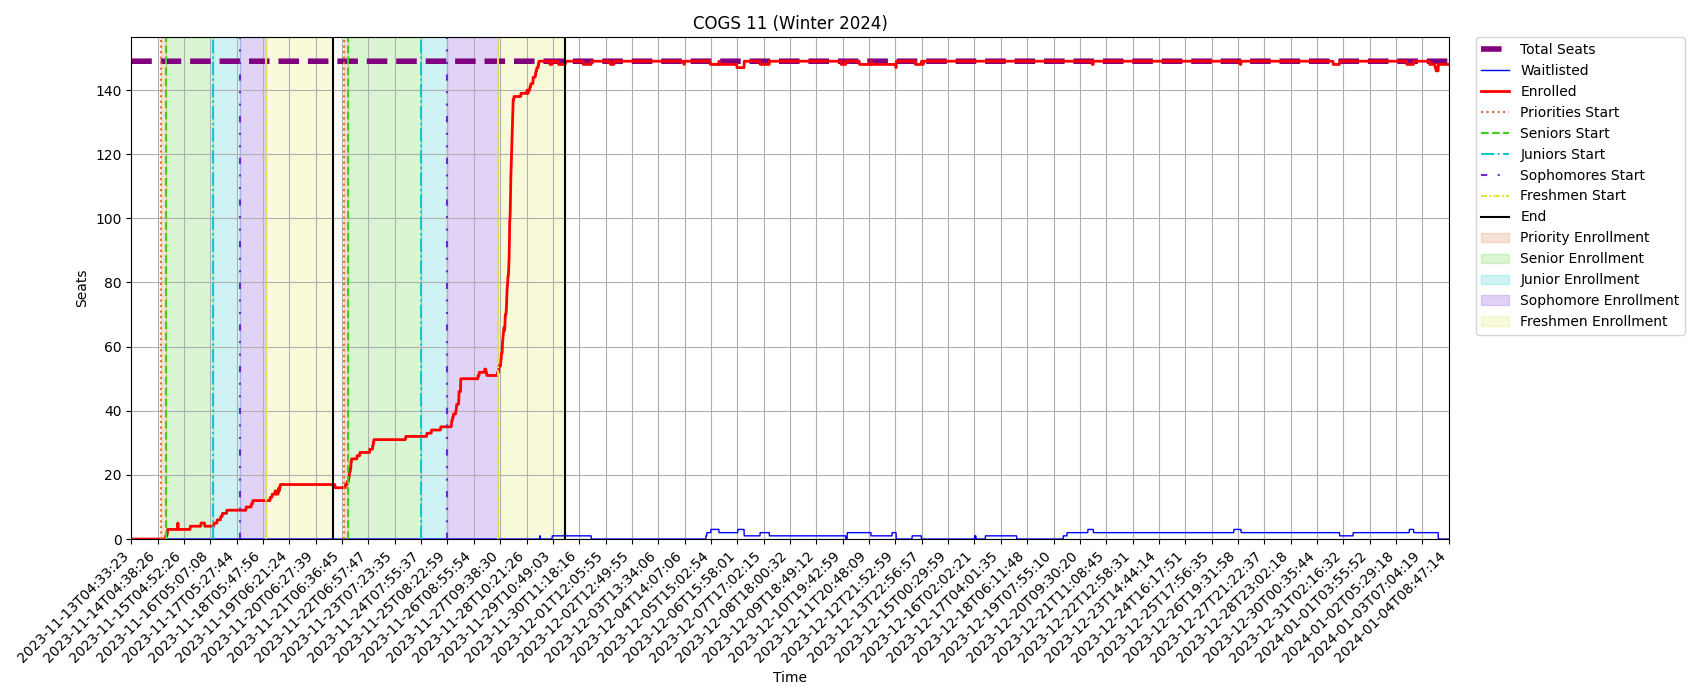 COGS 11 (Winter 2024)
Total Seats
Waitlisted
Enrolled
Priorities Start
Seniors Start
Juniors Start
Sophomores Start
Freshmen Start
End
Priority Enrollment
Senior Enrollment
Junior Enrollment
Sophomore Enrollment
Freshmen Enrollment
Seats
140
120
100
80
60
40
20
0
2023-11-13T04:33:23
2023-11-14T04:38:26
2023-11-15T04:52:26
2023-11-16T05:07:08
2023-11-17T05:27:44
2023-11-18T05:47:56
2023-11-19T06:21:24
2023-11-20T06:27:39
2023-11-21T06:36:45
2023-11-22T06:57:47
2023-11-23T07:23:35
2023-11-24T07:55:37
2023-11-25T08:22:59
2023-11-26T08:55:54
2023-11-27T09:38:30
2023-11-28T10:21:26
2023-11-29T10:49:03
2023-11-30T11:18:16
2023-12-01T12:05:55
2023-12-02T12:49:55
2023-12-03T13:34:06
2023-12-04T14:07:06
2023-12-05T15:02:54
2023-12-06T15:58:01
2023-12-07T17:02:15
2023-12-08T18:00:32
2023-12-09T18:49:12
2023-12-10T19:42:59
2023-12-11T20:48:09
2023-12-12T21:52:59
2023-12-13T22:56:57
2023-12-15T00:29:59
2023-12-16T02:02:21
2023-12-17T04:01:35
2023-12-18T06:11:48
2023-12-19T07:55:10
2023-12-20T09:30:20
2023-12-21T11:08:45
2023-12-22T12:58:31
2023-12-23T14:44:14
2023-12-24T16:17:51
2023-12-25T17:56:35
2023-12-26T19:31:58
2023-12-27T21:22:37
2023-12-28T23:02:18
2023-12-30T00:35:44
2023-12-31T02:16:32
2024-01-01T03:55:52
2024-01-02T05:29:18
2024-01-03T07:04:19
2024-01-04T08:47:14
Time